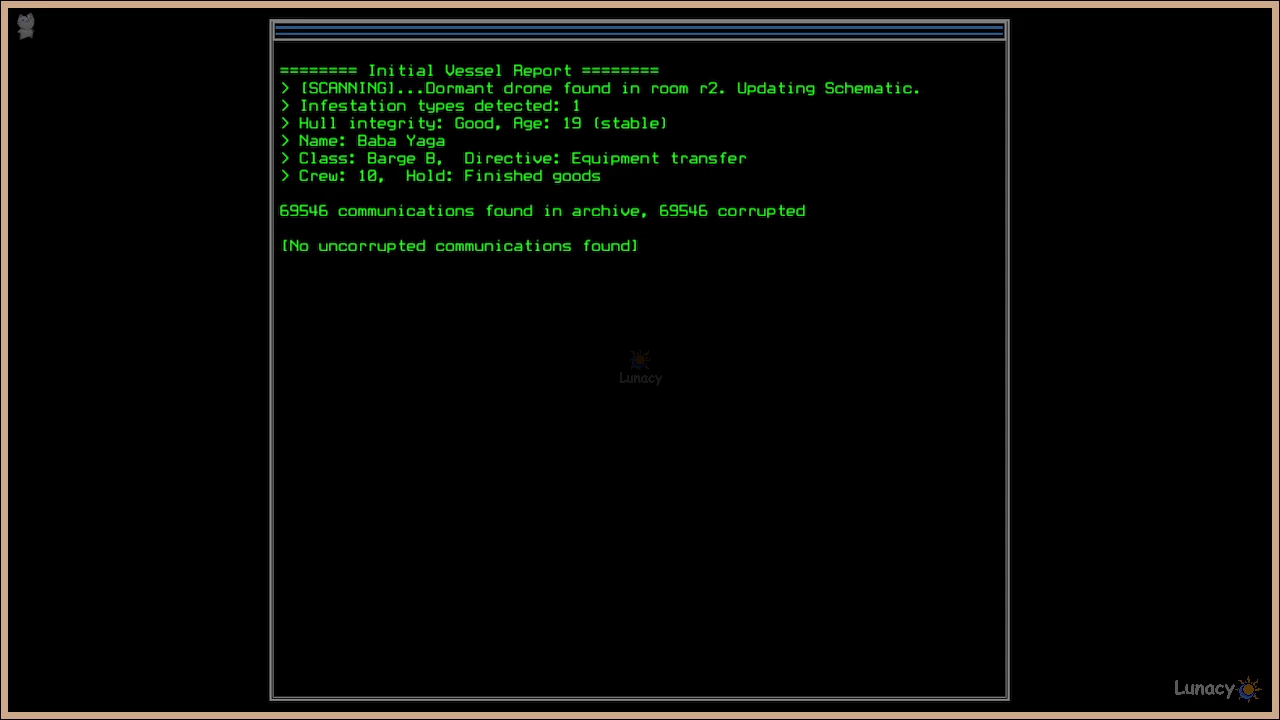 ======== Initial Vessel Report ========
> [SCANNING]...Dormant drone found in room r2. Updating Schematic.
> Infestation types detected: 1
> Hull integrity: Good, Age: 19 (stable)
> Name: Baba Yaga
> Class: Barge B,  Directive: Equipment transfer
> Crew: 10,  Hold: Finished goods
69546 communications found in archive, 69546 corrupted
[No uncorrupted communications found]
Lunacy
Lunacy